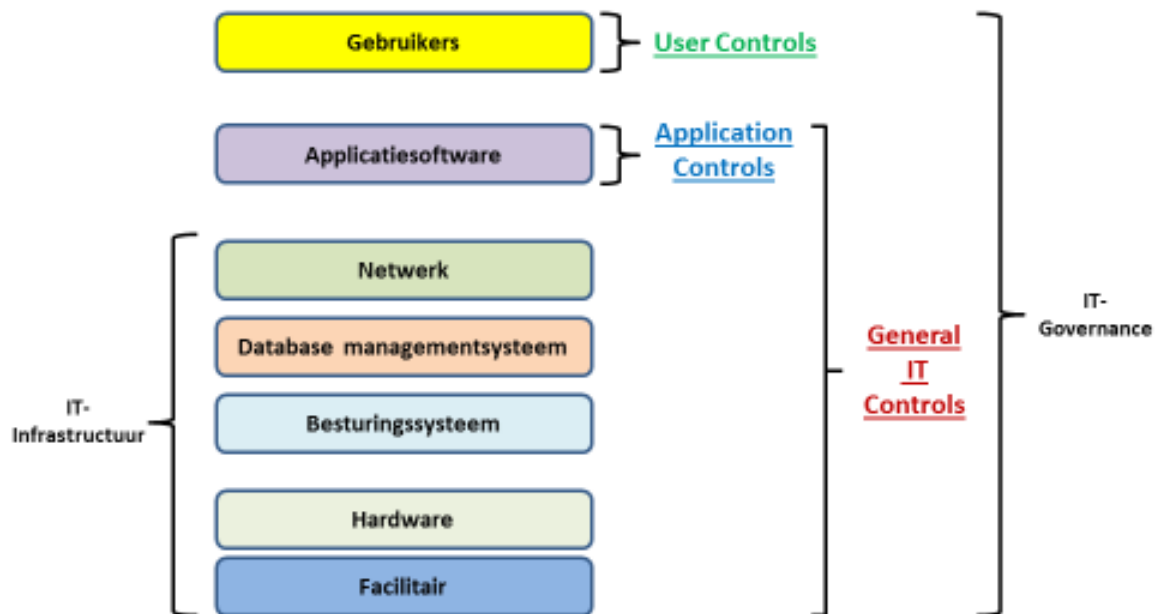 Gebruikers
User Controls
Applicatiesoftware
Application
Controls
Netwerk
Database managementsysteem
Besturingssysteem
Hardware
Facilitair
IT-
Infrastructuur
General
IT
Controls
IT-
Governance